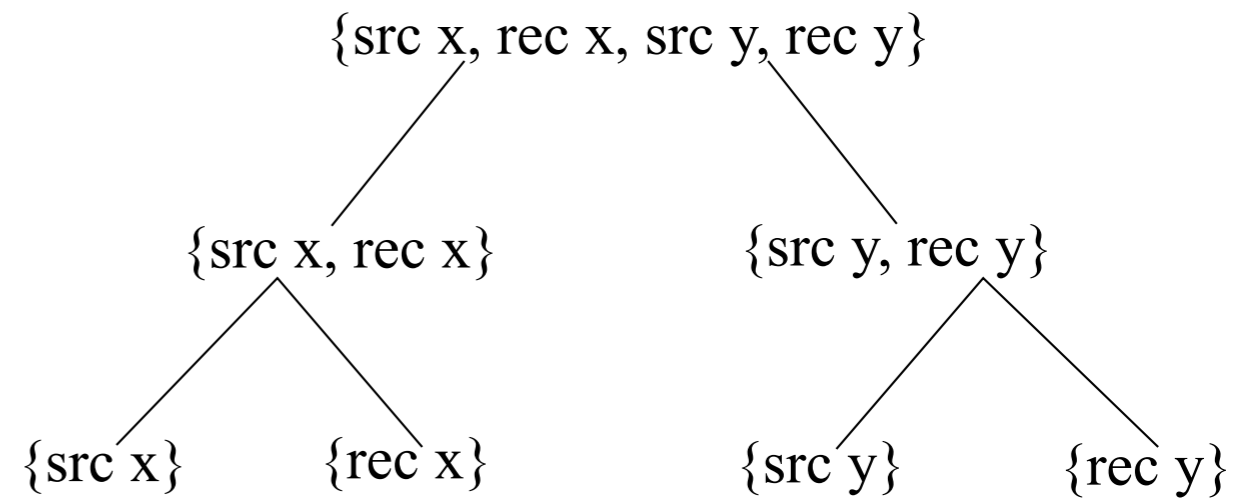 {src x, rec x, src y, rec y}
{src x, rec x}
{src y, rec y}
{src x}
{rec x}
{src y}
{rec y}